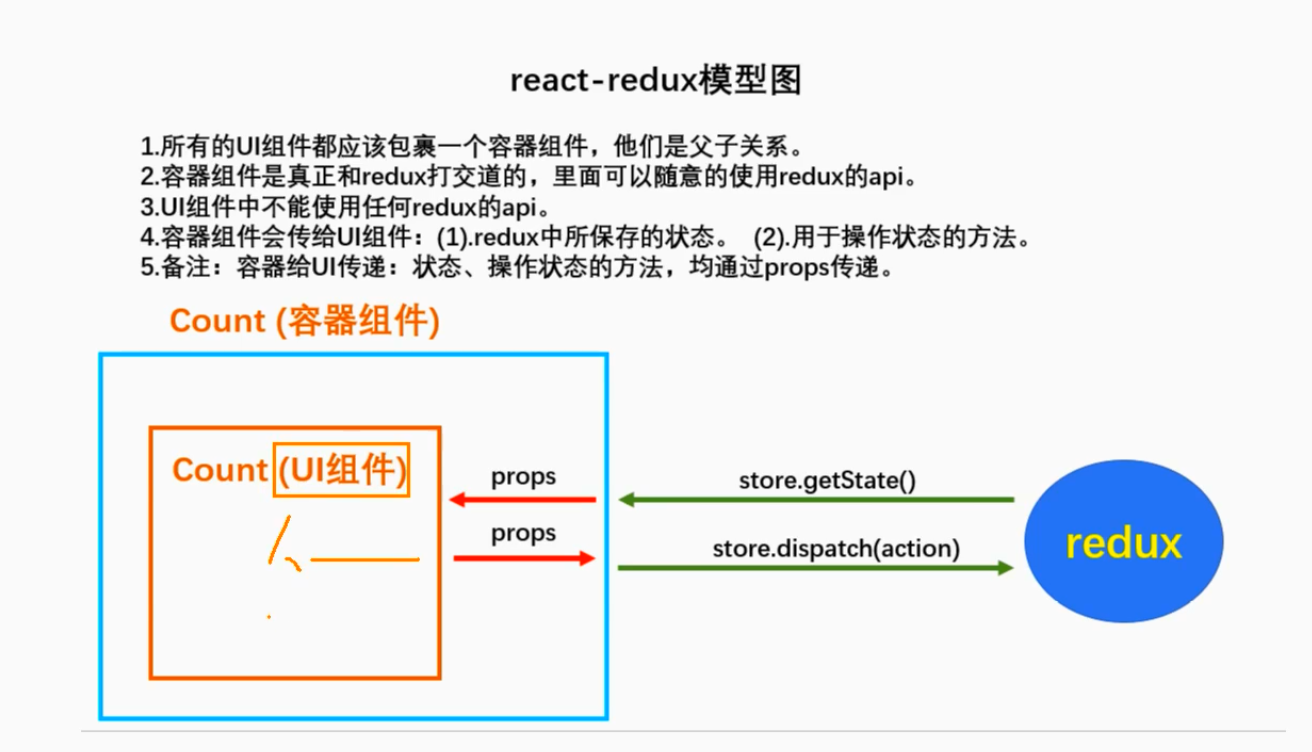 react-redux模型图
1.所有的UI组件都应该包裹一个容器组件，他们是父子关系。
2.容器组件是真正和redux打交道的，里面可以随意的使用redux的api。
3.UI组件中不能使用任何redux的api。
4.容器组件会传给UI组件：(1).redux中所保存的状态。 (2).用于操作状态的方法。
5.备注：容器给UI传递：状态、操作状态的方法，均通过props传递。
Count (容器组件)
Count (UI组件)
props
props
store.getState()
store.dispatch(action)
redux